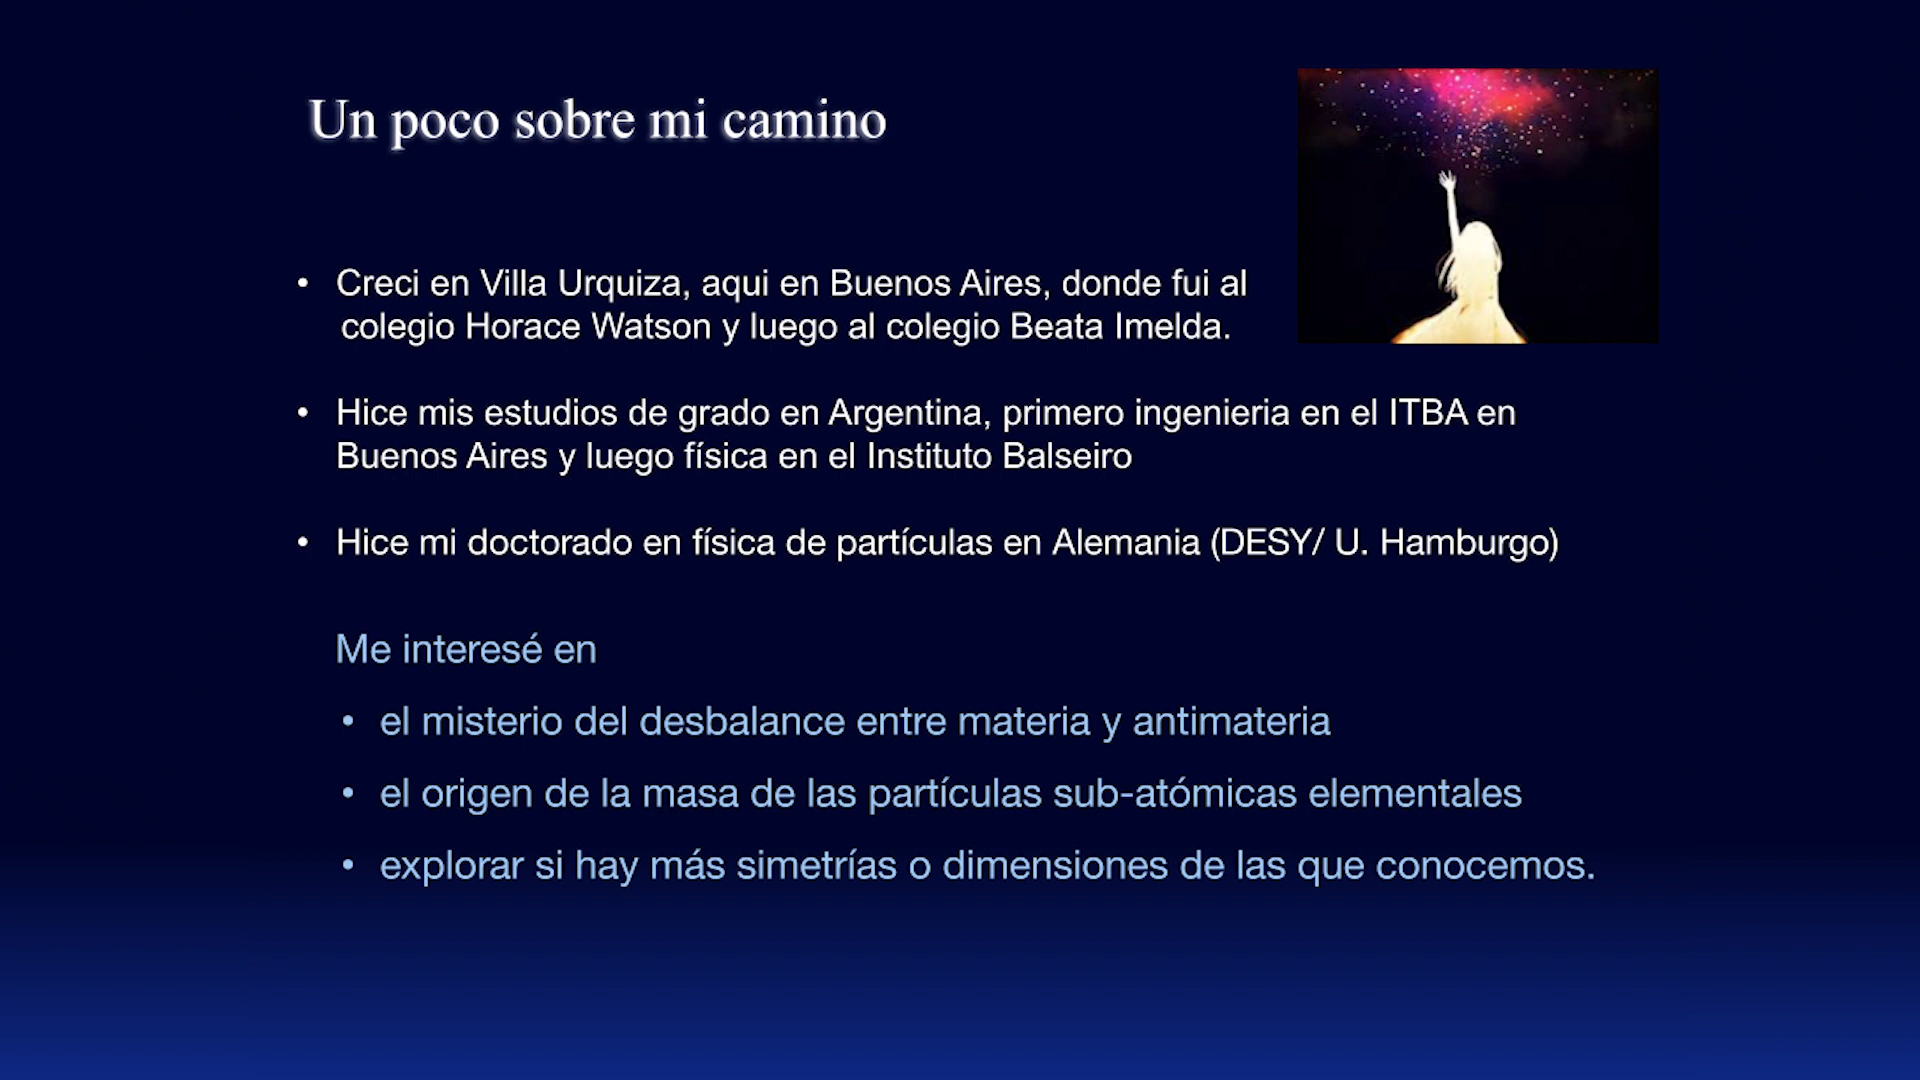 Un poco sobre mi camino
• Creci en Villa Urquiza, aqui en Buenos Aires, donde fui al
colegio Horace Watson y luego al colegio Beata Imelda.
• Hice mis estudios de grado en Argentina, primero ingenieria en el ITBA en
Buenos Aires y luego física en el Instituto Balseiro
• Hice mi doctorado en física de partículas en Alemania (DESY/ U. Hamburgo)
Me interesé en
• el misterio del desbalance entre materia y antimateria
• el origen de la masa de las partículas sub-atómicas elementales
• explorar si hay más simetrías o dimensiones de las que conocemos.